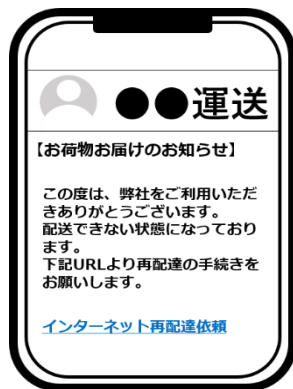 ●●運送
【お荷物お届けのお知らせ】
この度は、弊社をご利用いただ
きありがとうございます。
配送できない状態になっており
ます。
下記URLより再配達の手続きを
お願いします。
インターネット再配達依頼